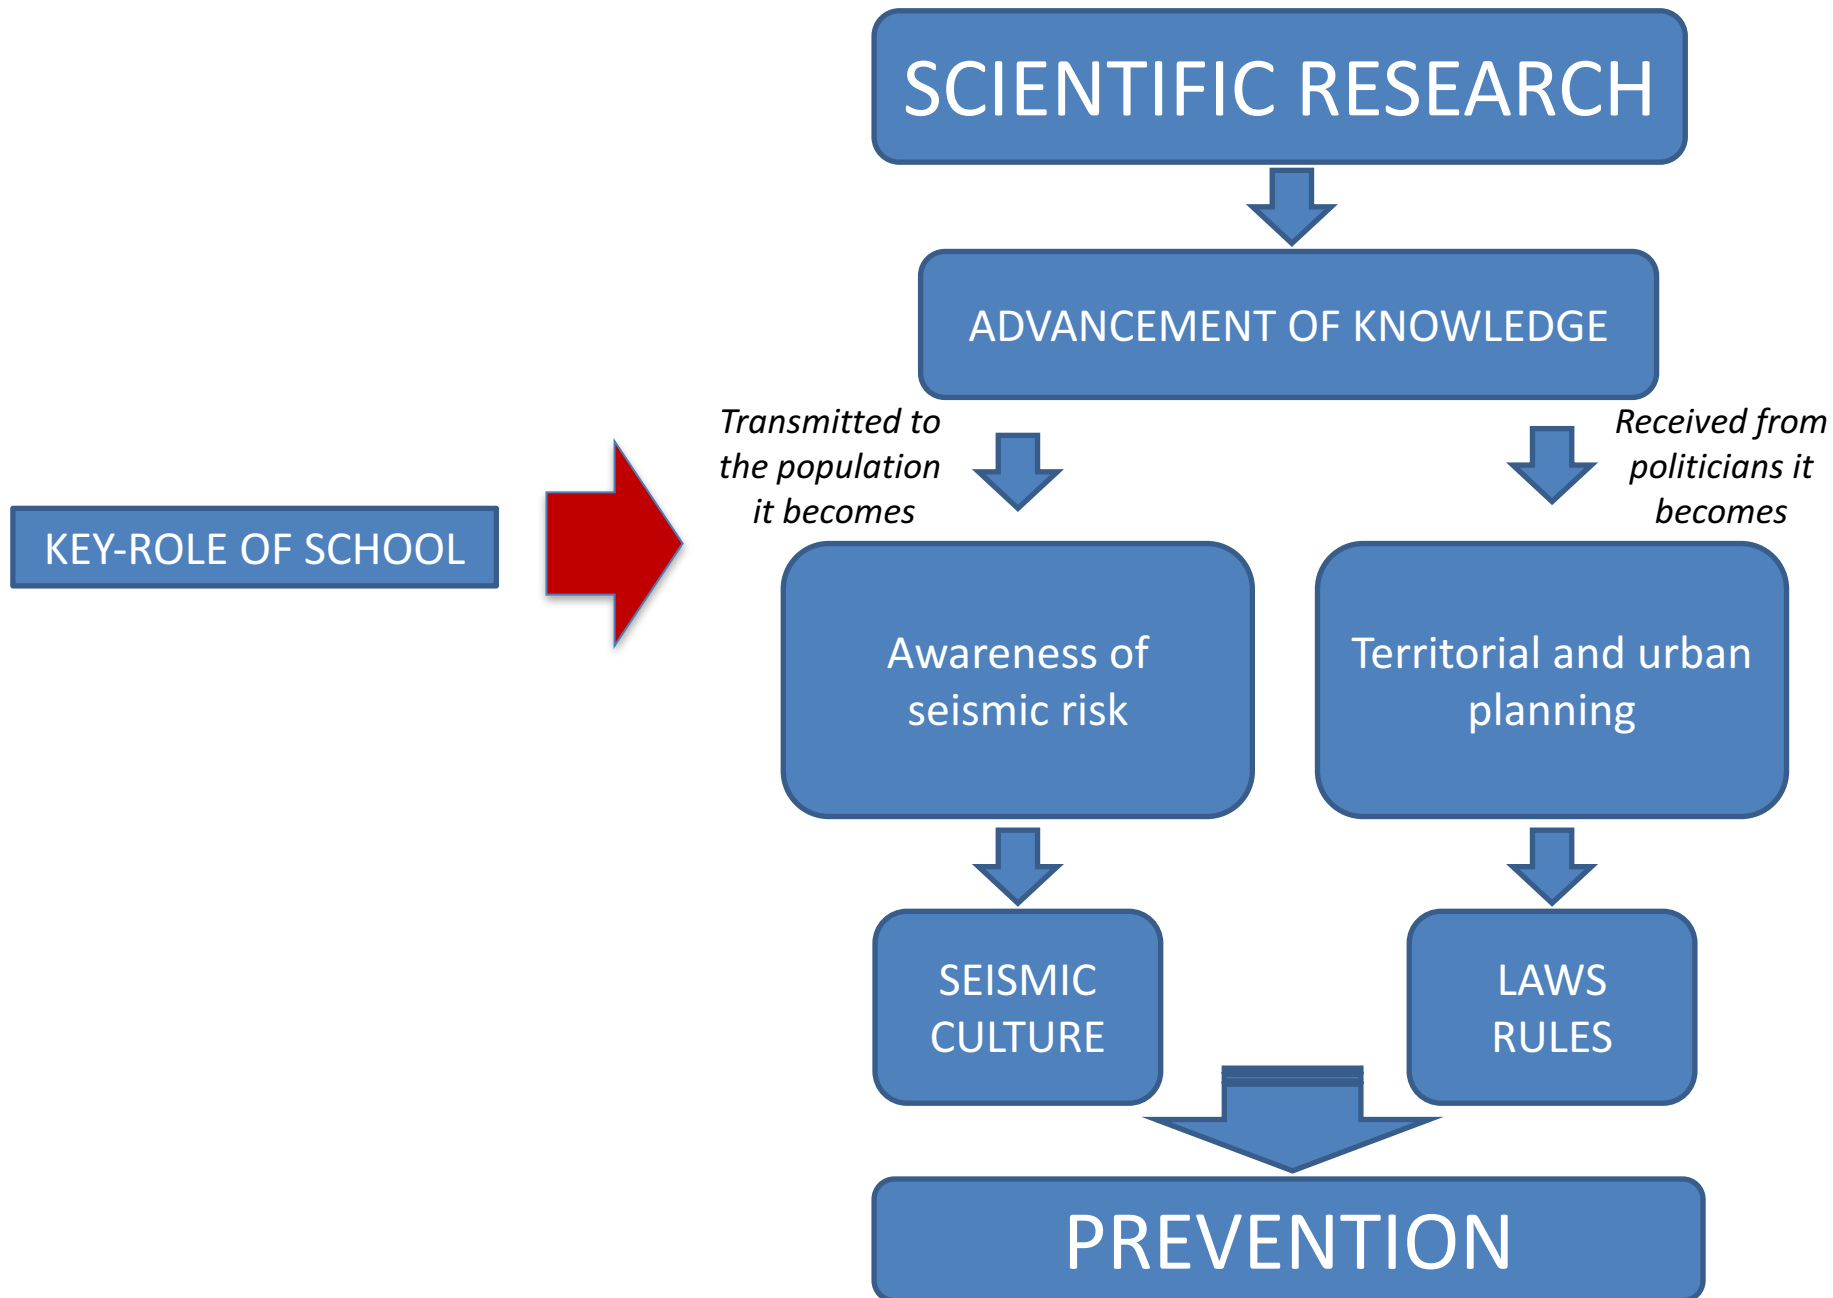 SCIENTIFIC RESEARCH
ADVANCEMENT OF KNOWLEDGE
Transmitted to
the population
it becomes
Received from
politicians it
becomes
KEY-ROLE OF SCHOOL
Awareness of
seismic risk
Territorial and urban
planning
SEISMIC
CULTURE
LAWS
RULES
PREVENTION